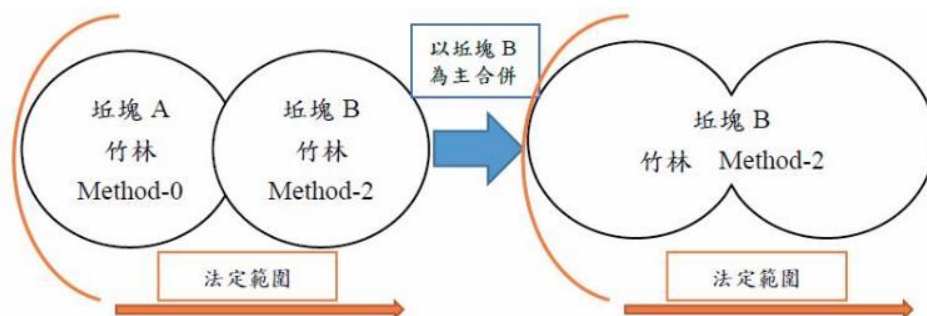 坵塊 A
竹林
Method-0
坵塊 B
竹林
Method-2
法定範圍
以坵塊 B
為主合併
坵塊 B
竹林 Method-2
法定範圍